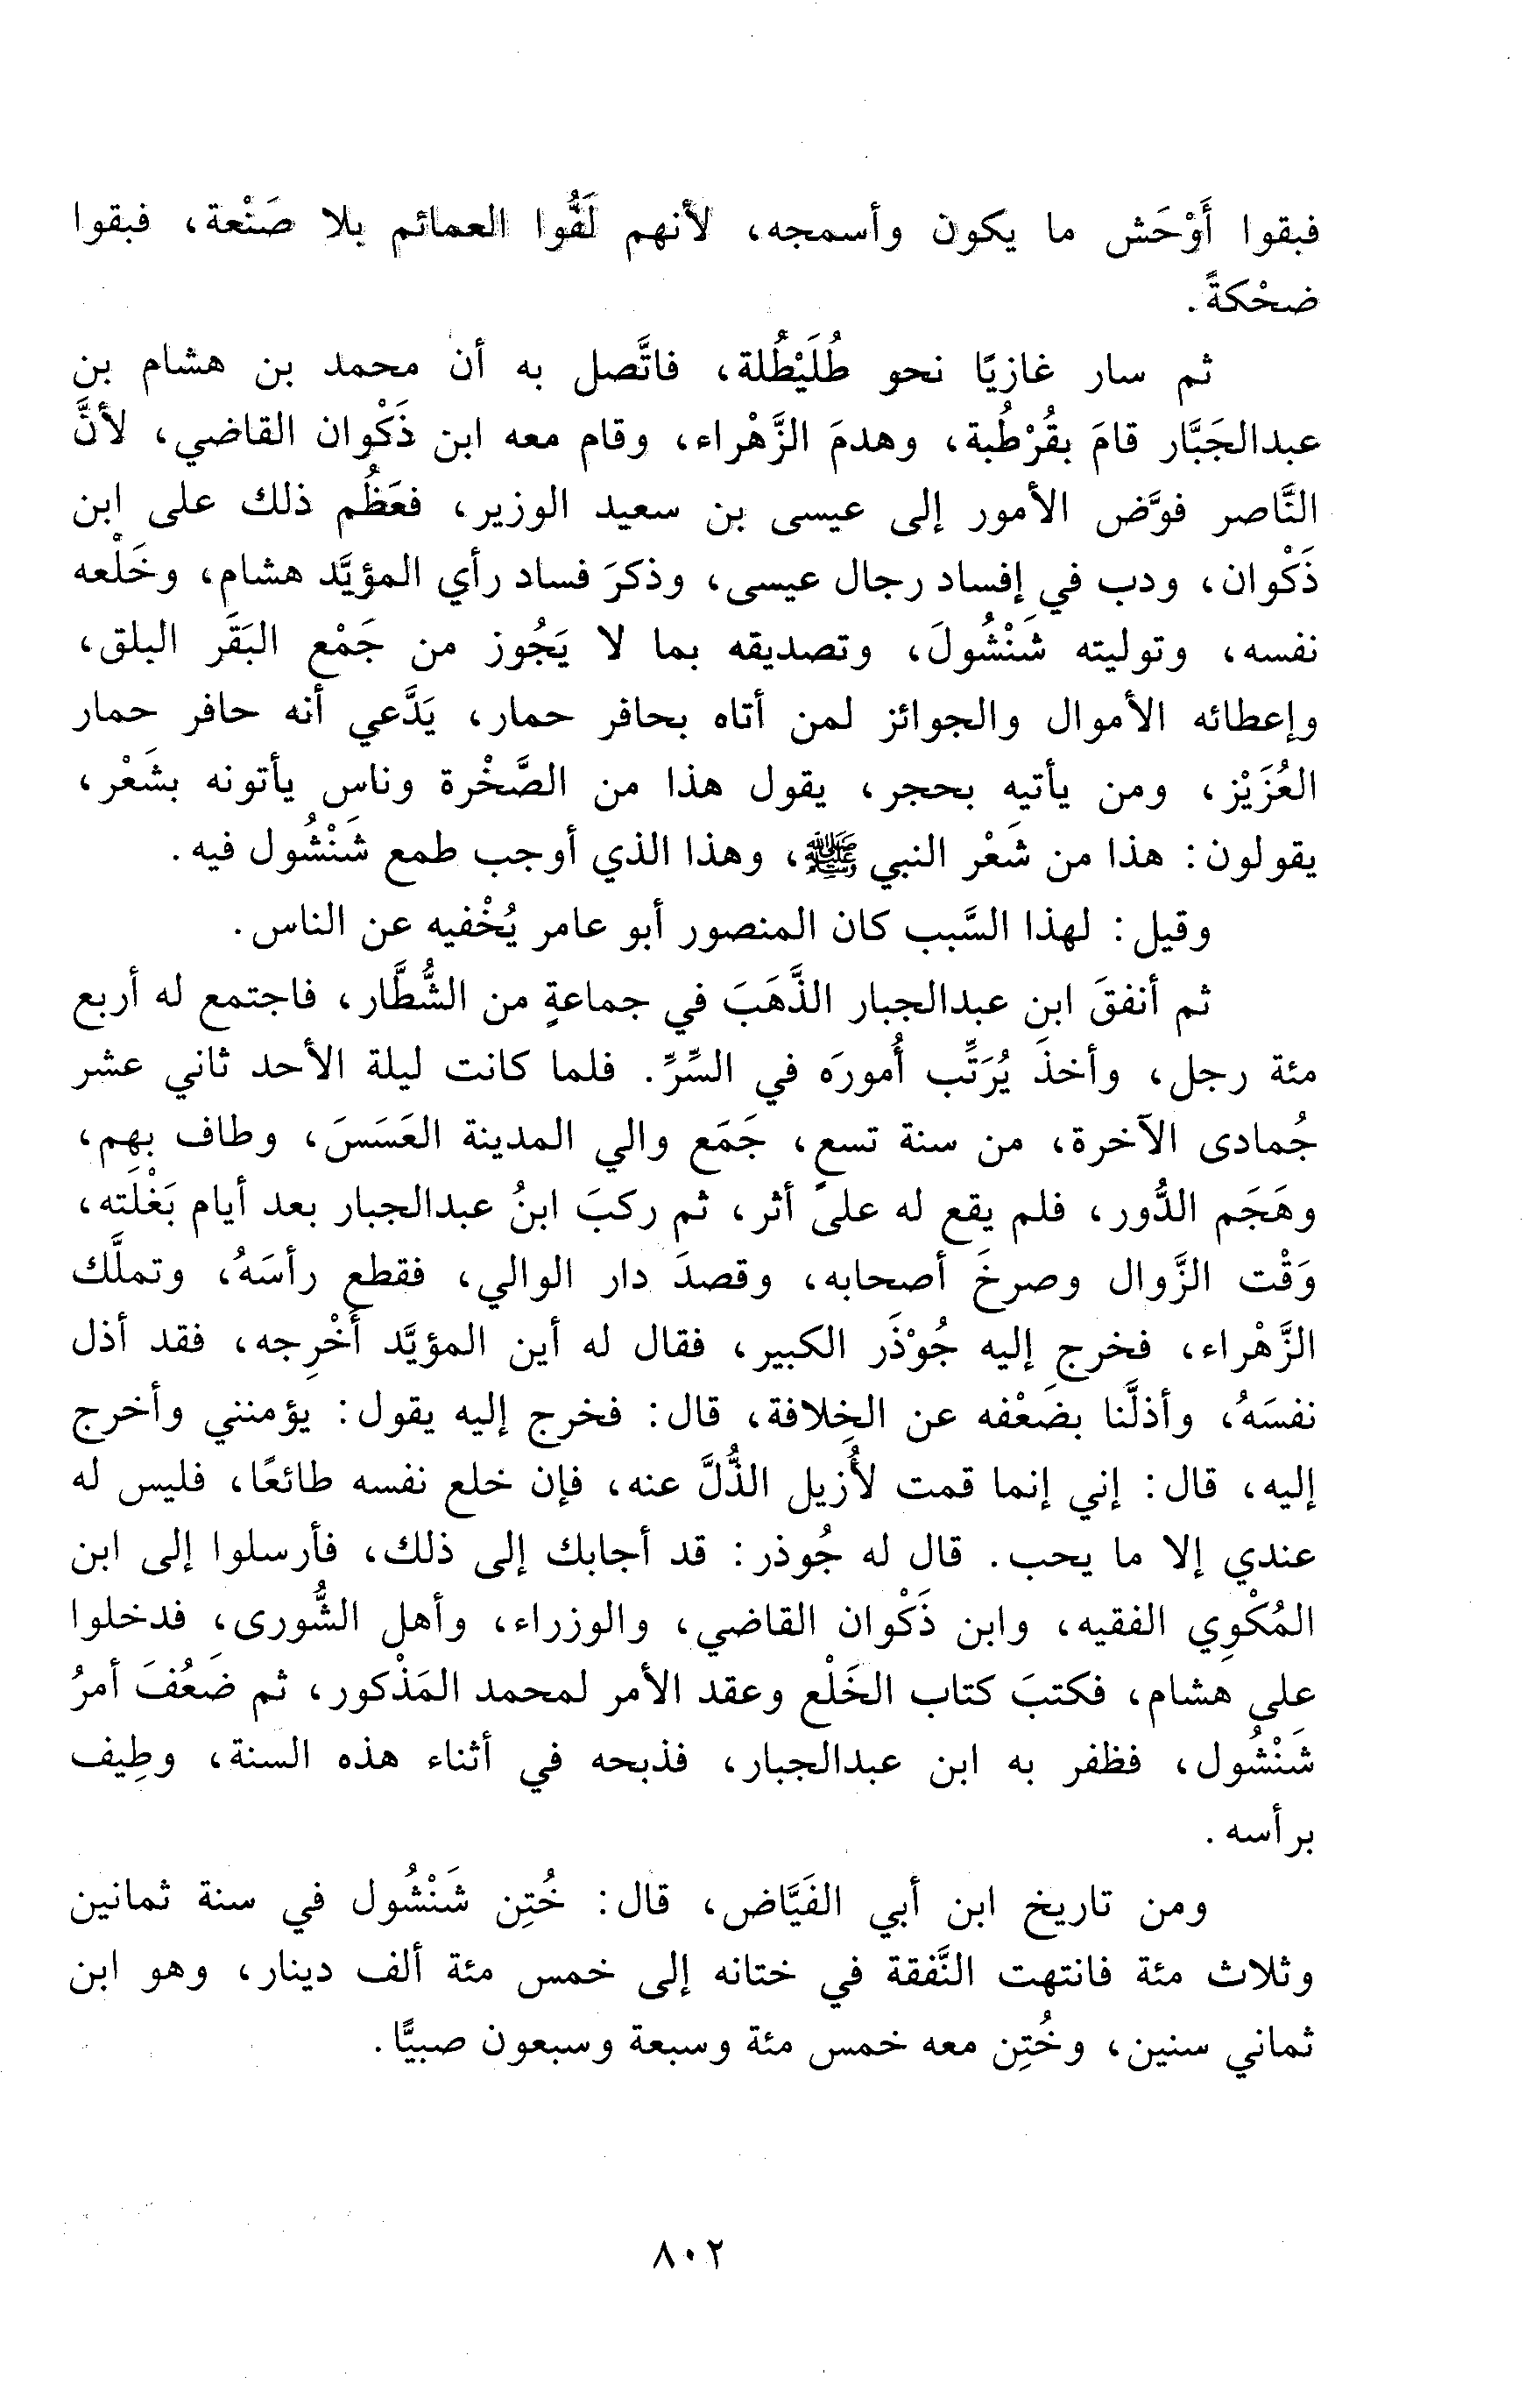 فبقوا أَوْحَش ما يكون وأسمجه، لأنهم لَفُّوا العمائم بلا صَنْعة، فبقوا
ضحْكةً.
ثم سار غازيًا نحو طُلَيْطُلة، فاتَّصل به أن محمد بن هشام بن
عبدالجَبَّار قامَ بقُرْطُبة، وهدمَ الزَّهْراء، وقام معه ابن ذَكْوان القاضي، لأنَّ
النَّاصر فوَّض الأمور إلى عيسى بن سعيد الوزير، فعَظُم ذلك على ابن
ذَكْوان، ودب في إفساد رجال عيسى، وذكرَ فساد رأي المؤيَّد هشام، وخَلْعه
نفسه، وتوليته شَنْشُولَ، وتصديقه بما لا يَجُوز من جَمْع البَقَر البلق،
وإعطائه الأموال والجوائز لمن أتاه بحافر حمار، يَدَّعي أنه حافر حمار
العُزَيْز، ومن يأتيه بحجر، يقول هذا من الصَّخْرة وناس يأتونه بشَعْر،
يقولون: هذا من شَعْر النبي ﷺ، وهذا الذي أوجب طمع شَنْشُول فيه.
وقيل: لهذا السَّبب كان المنصور أبو عامر يُخْفيه عن الناس.
ثم أنفقَ ابن عبدالجبار الذَّهَبَ في جماعةٍ من الشُّطَّار، فاجتمع له أربع
مئة رجل، وأخذَ يُرَتِّب أُمورَه في السِّرِّ. فلما كانت ليلة الأحد ثاني عشر
جُمادى الآخرة، من سنة تسعٍ، جَمَع والي المدينة العَسَسَ، وطاف بهم،
وهَجَم الدُّور، فلم يقع له على أثر، ثم ركبَ ابنُ عبدالجبار بعد أيام بَغْلَته،
وَقْت الزَّوال وصرخَ أصحابه، وقصدَ دار الوالي، فقطع رأسَهُ، وتملَّك
الزَّهْراء، فخرج إليه جُوْذَر الكبير، فقال له أين المؤيَّد أَخْرِجه، فقد أذل
نفسَهُ، وأذلَّنا بضَعْفه عن الخِلافة، قال: فخرج إليه يقول: يؤمنني وأخرج
إليه، قال: إني إنما قمت لأُزيل الذُّلَّ عنه، فإن خلع نفسه طائعًا، فليس له
عندي إلا ما يحب. قال له جُوذر: قد أجابك إلى ذلك، فأرسلوا إلى ابن
المُكْوِي الفقيه، وابن ذَكْوان القاضي، والوزراء، وأهل الشُّورى، فدخلوا
على هشام، فكتبَ كتاب الخَلْع وعقد الأمر لمحمد المَذْكور، ثم ضَعُفَ أمرُ
شَنْشُول، فظفر به ابن عبدالجبار، فذبحه في أثناء هذه السنة، وطِيف
برأسه.
ومن تاريخ ابن أبي الفَيَّاض، قال: خُتِن شَنْشُول في سنة ثمانين
وثلاث مئة فانتهت النَّفقة في ختانه إلى خمس مئة ألف دينار، وهو ابن
ثماني سنين، وخُتِن معه خمس مئة وسبعة وسبعون صبيًّا.
٨٠٢